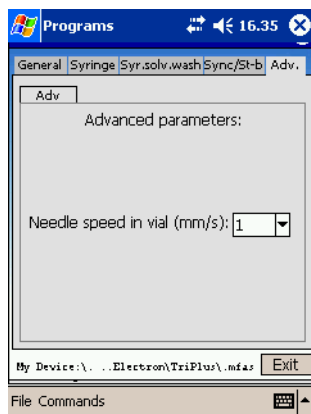 Programs 16.35
General Syringe Syr.solv.wash Sync/St-b Adv.
Adv
Advanced parameters:
Needle speed in vial (mm/s): 1
My Device:\. ..Electron\TriPlus\.mfas Exit
File Commands